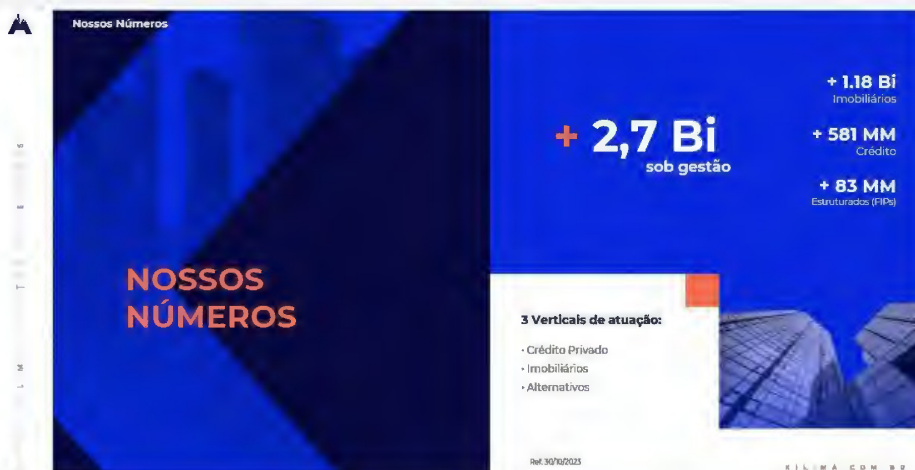 Nossos Números
NOSSOS
NÚMEROS
+ 2,7 Bi
sob gestão
+ 1.18 Bi
Imobiliários
+ 581 MM
Crédito
+ 83 MM
Estruturados (FIPs)
3 Verticais de atuação:
• Crédito Privado
• Imobiliários
• Alternativos
Ref. 30/10/2023